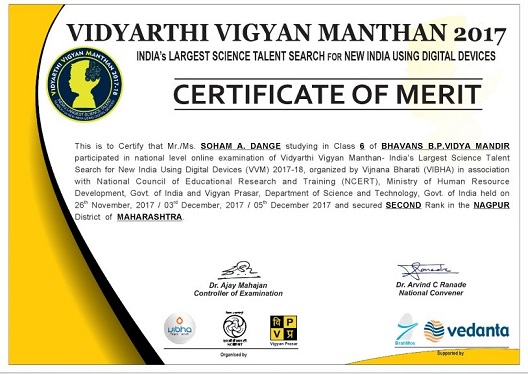 VIDYARTHI VIGYAN MANTHAN 2017
INDIA's LARGEST SCIENCE TALENT SEARCH FOR NEW INDIA USING DIGITAL DEVICES
VIDYARTHI VIGYAN MANTHAN 2017-18
CERTIFICATE OF MERIT
This is to Certify that Mr./Ms. SOHAM A. DANGE studying in Class 6 of BHAVANS B.P.VIDYA MANDIR
participated in national level online examination of Vidyarthi Vigyan Manthan- India's Largest Science Talent
Search for New India Using Digital Devices (VVM) 2017-18, organized by Vijnana Bharati (VIBHA) in association
with National Council of Educational Research and Training (NCERT), Ministry of Human Resource
Development, Govt. of India and Vigyan Prasar, Department of Science and Technology, Govt. of India held on
26th November, 2017 / 03rd December, 2017 / 05th December 2017 and secured SECOND Rank in the NAGPUR
District of MAHARASHTRA.
Dr. Ajay Mahajan
Controller of Examination
Dr. Arvind C Ranade
National Convener
vibha
NCERT
वि P
V प्र
Vigyan Prasar
BrahMos
vedanta
Organised by
Supported by